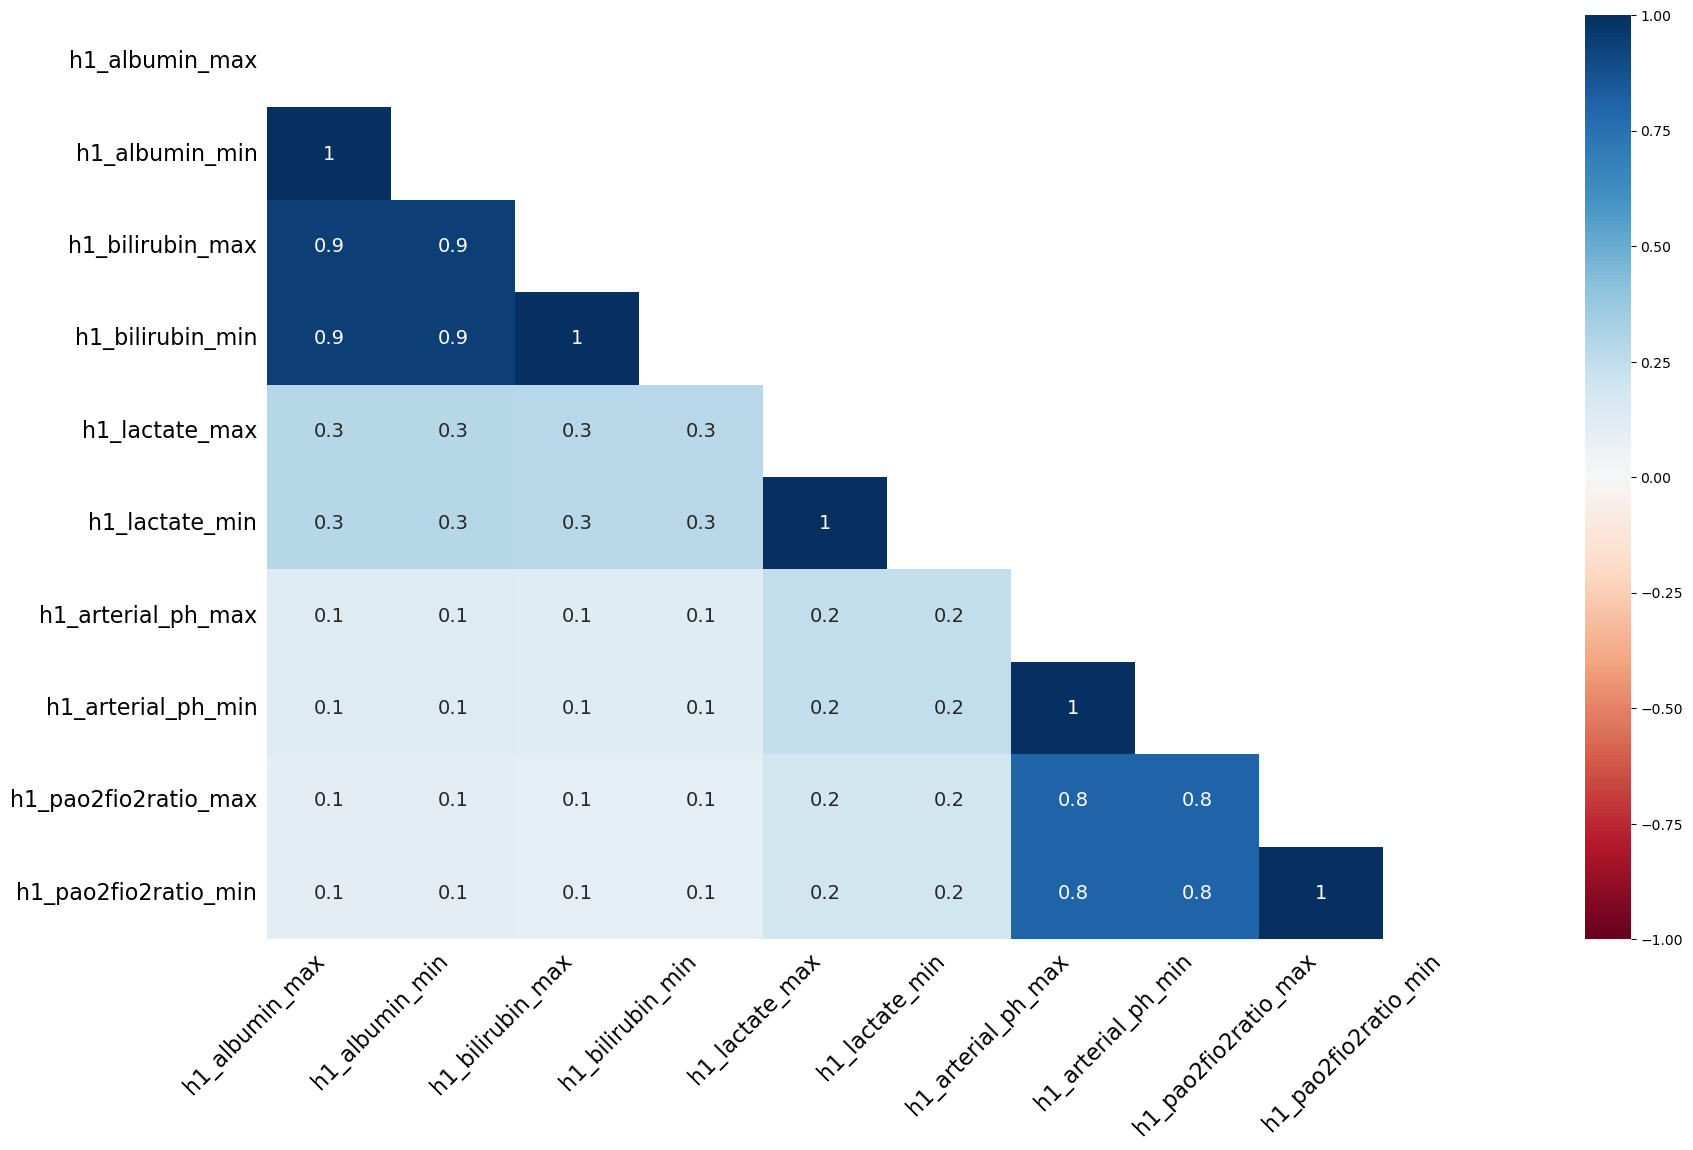 h1_albumin_max
h1_albumin_min
1
h1_bilirubin_max
0.9 0.9
h1_bilirubin_min
0.9 0.9 1
h1_lactate_max
0.3 0.3 0.3 0.3
h1_lactate_min
0.3 0.3 0.3 0.3 1
h1_arterial_ph_max
0.1 0.1 0.1 0.1 0.2 0.2
h1_arterial_ph_min
0.1 0.1 0.1 0.1 0.2 0.2 1
h1_pao2fio2ratio_max
0.1 0.1 0.1 0.1 0.2 0.2 0.8 0.8
h1_pao2fio2ratio_min
0.1 0.1 0.1 0.1 0.2 0.2 0.8 0.8 1
h1_albumin_max
h1_albumin_min
h1_bilirubin_max
h1_bilirubin_min
h1_lactate_max
h1_lactate_min
h1_arterial_ph_max
h1_arterial_ph_min
h1_pao2fio2ratio_max
h1_pao2fio2ratio_min
1.00
0.75
0.50
0.25
0.00
−0.25
−0.50
−0.75
−1.00